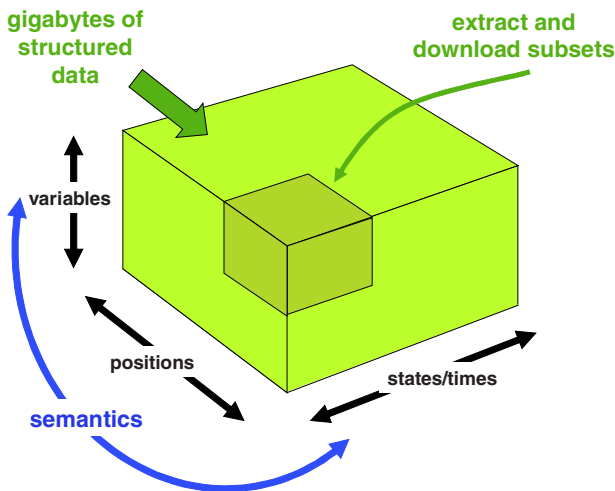 gigabytes of
structured
data
extract and
download subsets
variables
positions
states/times
semantics